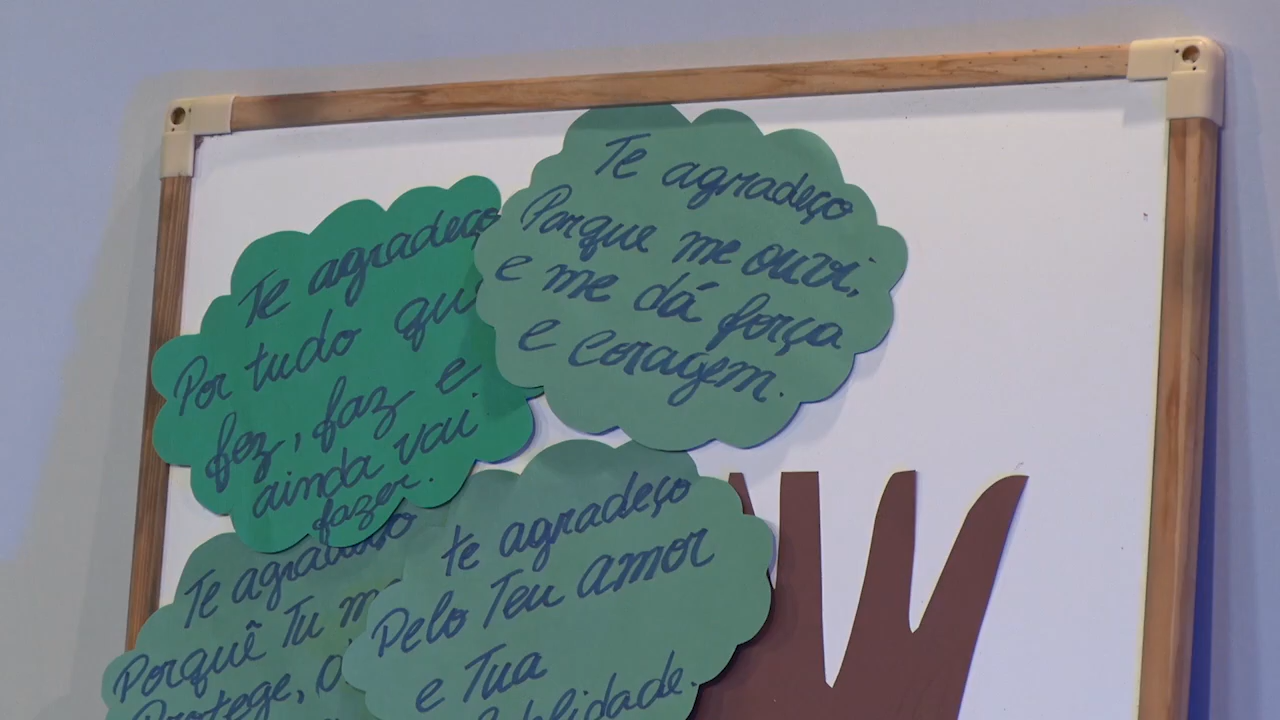 Te agradeço
Por tudo qu
fez, faz e
ainda vai
fazer.
Te agradeço
Porque me ouvi,
e me dá força
e coragem.
Te agradeço
Porquê Tu m
Protege, 
te agradeço
Pelo Teu amor
e Tua
fidelidade.